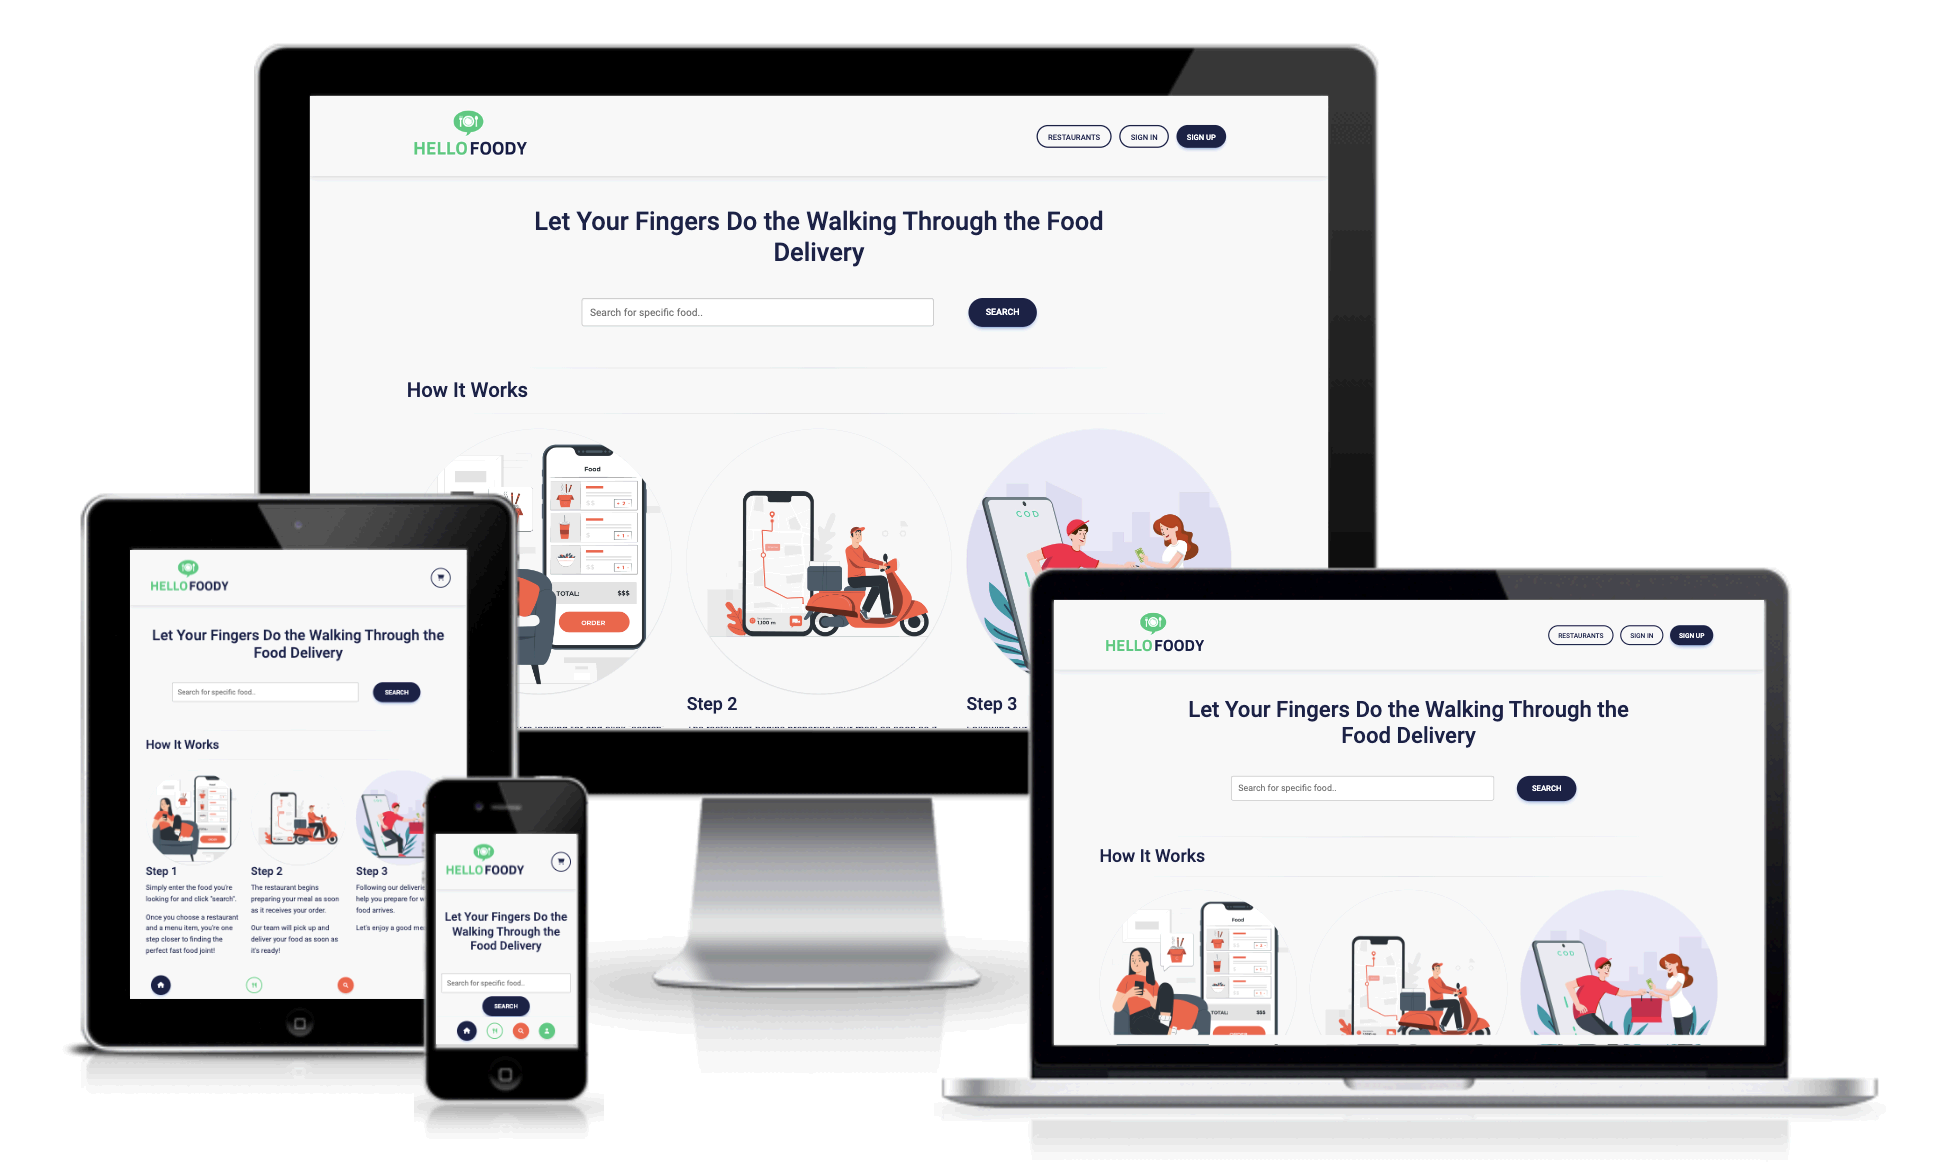 HELLO FOODY
RESTAURANTS
SIGN IN
SIGN UP
Let Your Fingers Do the Walking Through the Food
Delivery
Search for specific food..
SEARCH
How It Works
Food
TOTAL: $$$
ORDER
1,100 m
COD
Step 2
Step 3
HELLO FOODY
Let Your Fingers Do the Walking Through the
Food Delivery
Search for specific food..
SEARCH
How It Works
Step 1
Simply enter the food you're
looking for and click "search".
Once you choose a restaurant
and a menu item, you're one
step closer to finding the
perfect fast food joint!
Step 2
The restaurant begins
preparing your meal as soon
as it receives your order.
Our team will pick up and
deliver your food as soon as
it's ready!
Step 3
Following our
help you prepare for
food arrives.
Let's enjoy a good
HELLO FOODY
Let Your Fingers Do the
Walking Through the
Food Delivery
Search for specific food..
SEARCH
HELLO FOODY
RESTAURANTS
SIGN IN
SIGN UP
Let Your Fingers Do the Walking Through the
Food Delivery
Search for specific food..
SEARCH
How It Works
Food
TOTAL: $$$
COD